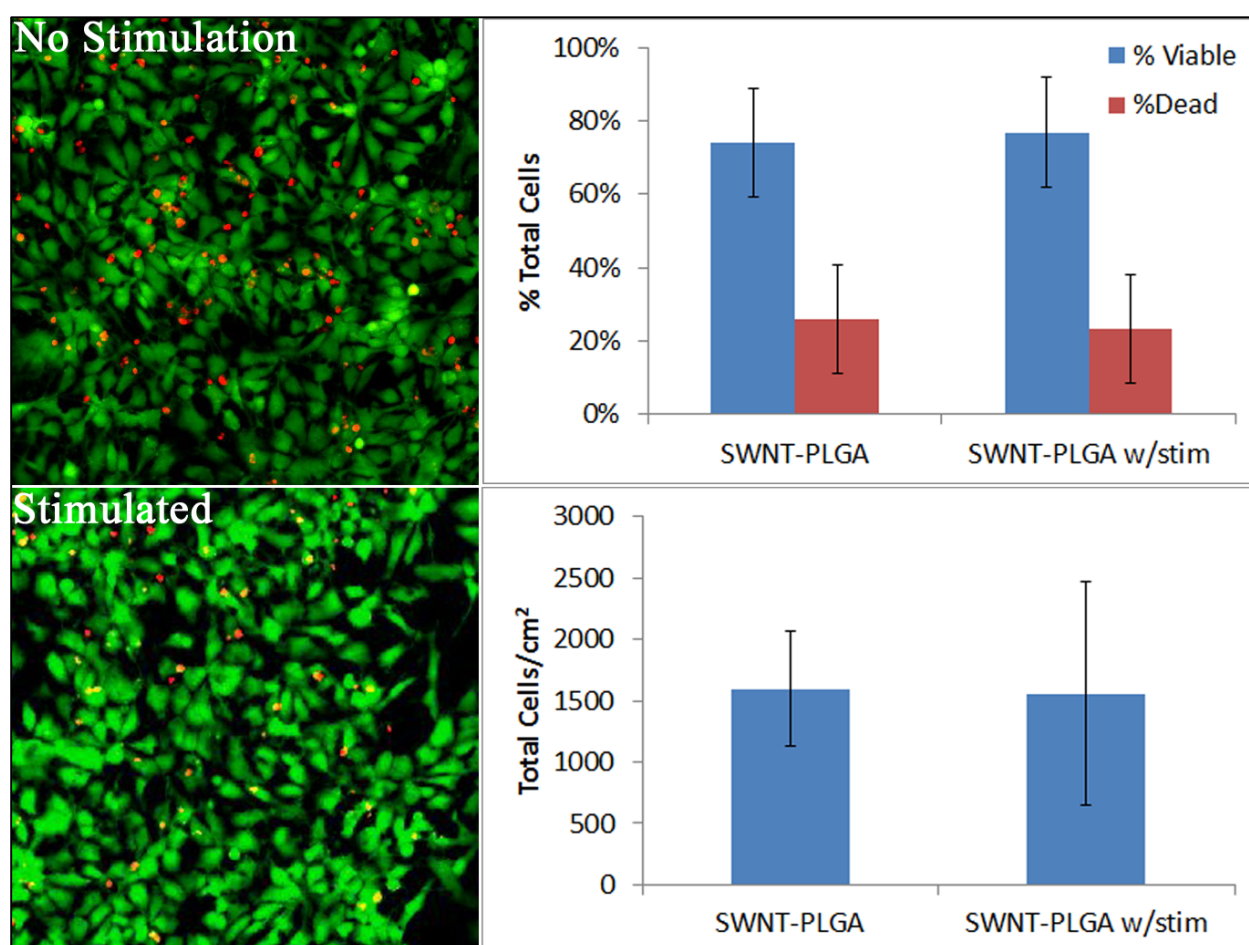 No Stimulation
100%
80%
60%
40%
20%
0%
% Total Cells
% Viable
%Dead
SWNT-PLGA
SWNT-PLGA w/stim
Stimulated
3000
2500
2000
1500
1000
500
0
Total Cells/cm²
SWNT-PLGA
SWNT-PLGA w/stim